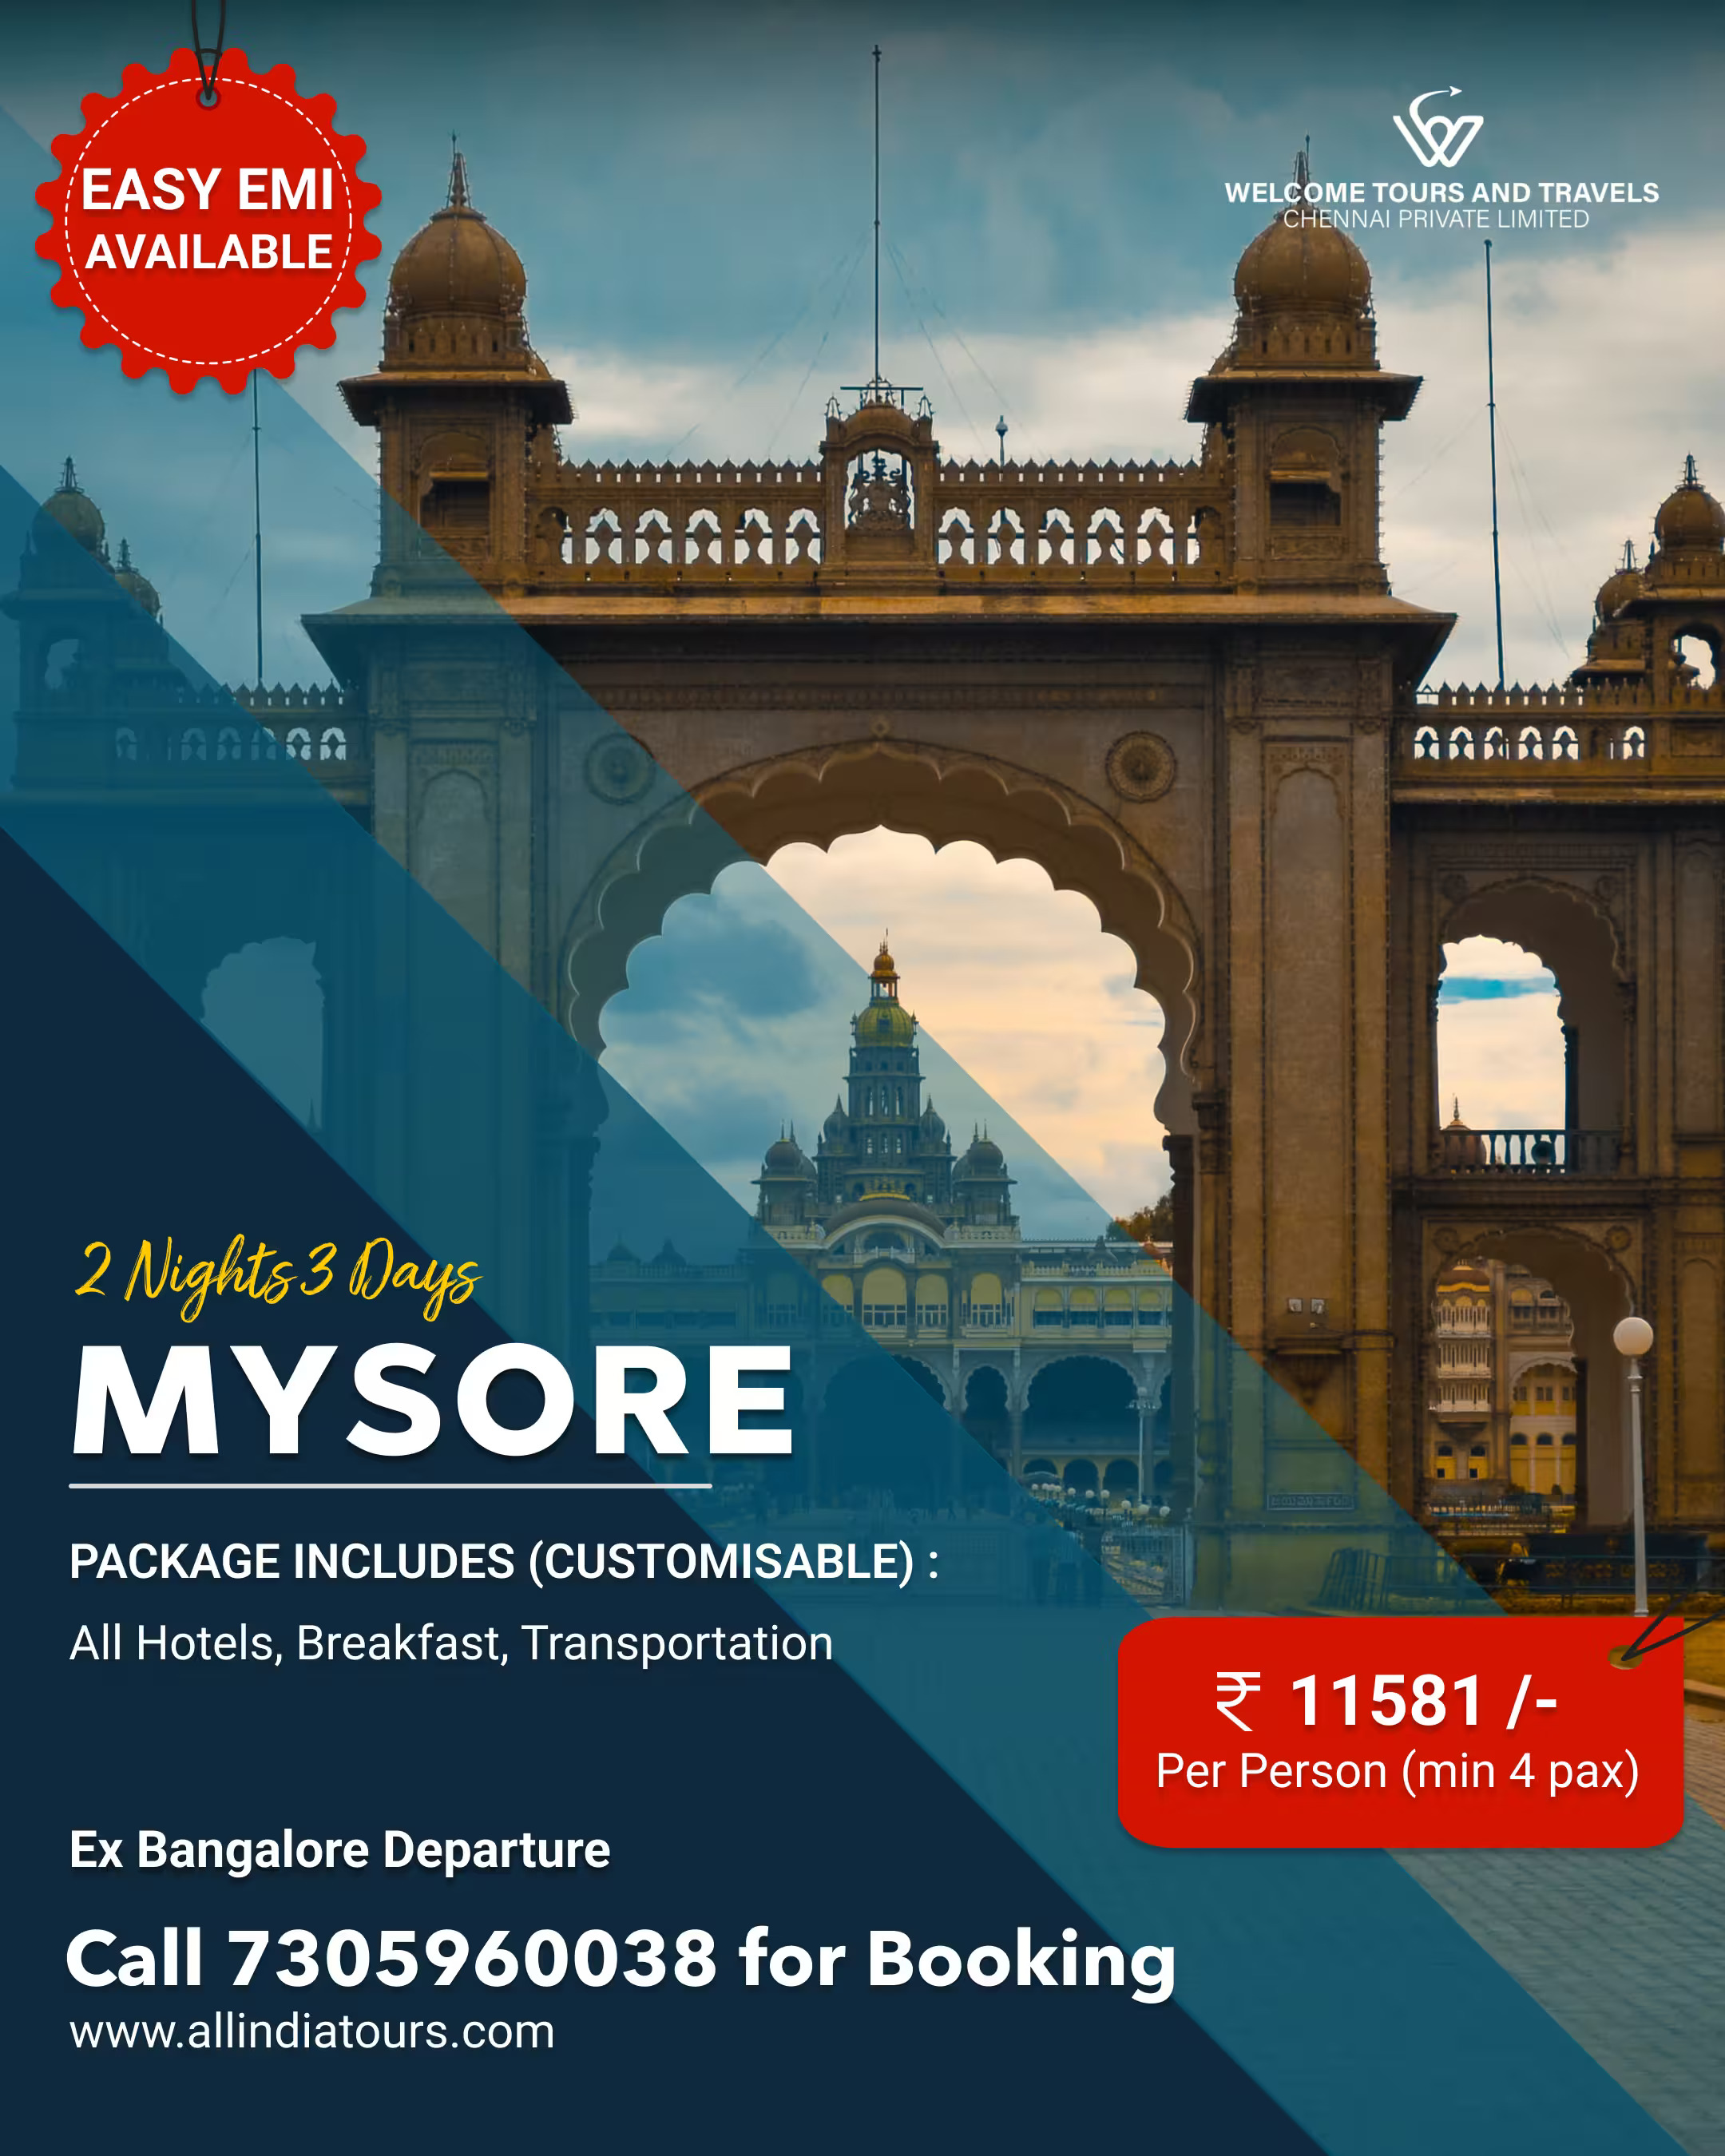 EASY EMI
AVAILABLE
WELCOME TOURS AND TRAVELS
CHENNAI PRIVATE LIMITED
2 Nights 3 Days
MYSORE
PACKAGE INCLUDES (CUSTOMISABLE) :
All Hotels, Breakfast, Transportation
₹ 11581 /-
Per Person (min 4 pax)
Ex Bangalore Departure
Call 7305960038 for Booking
www.allindiatours.com